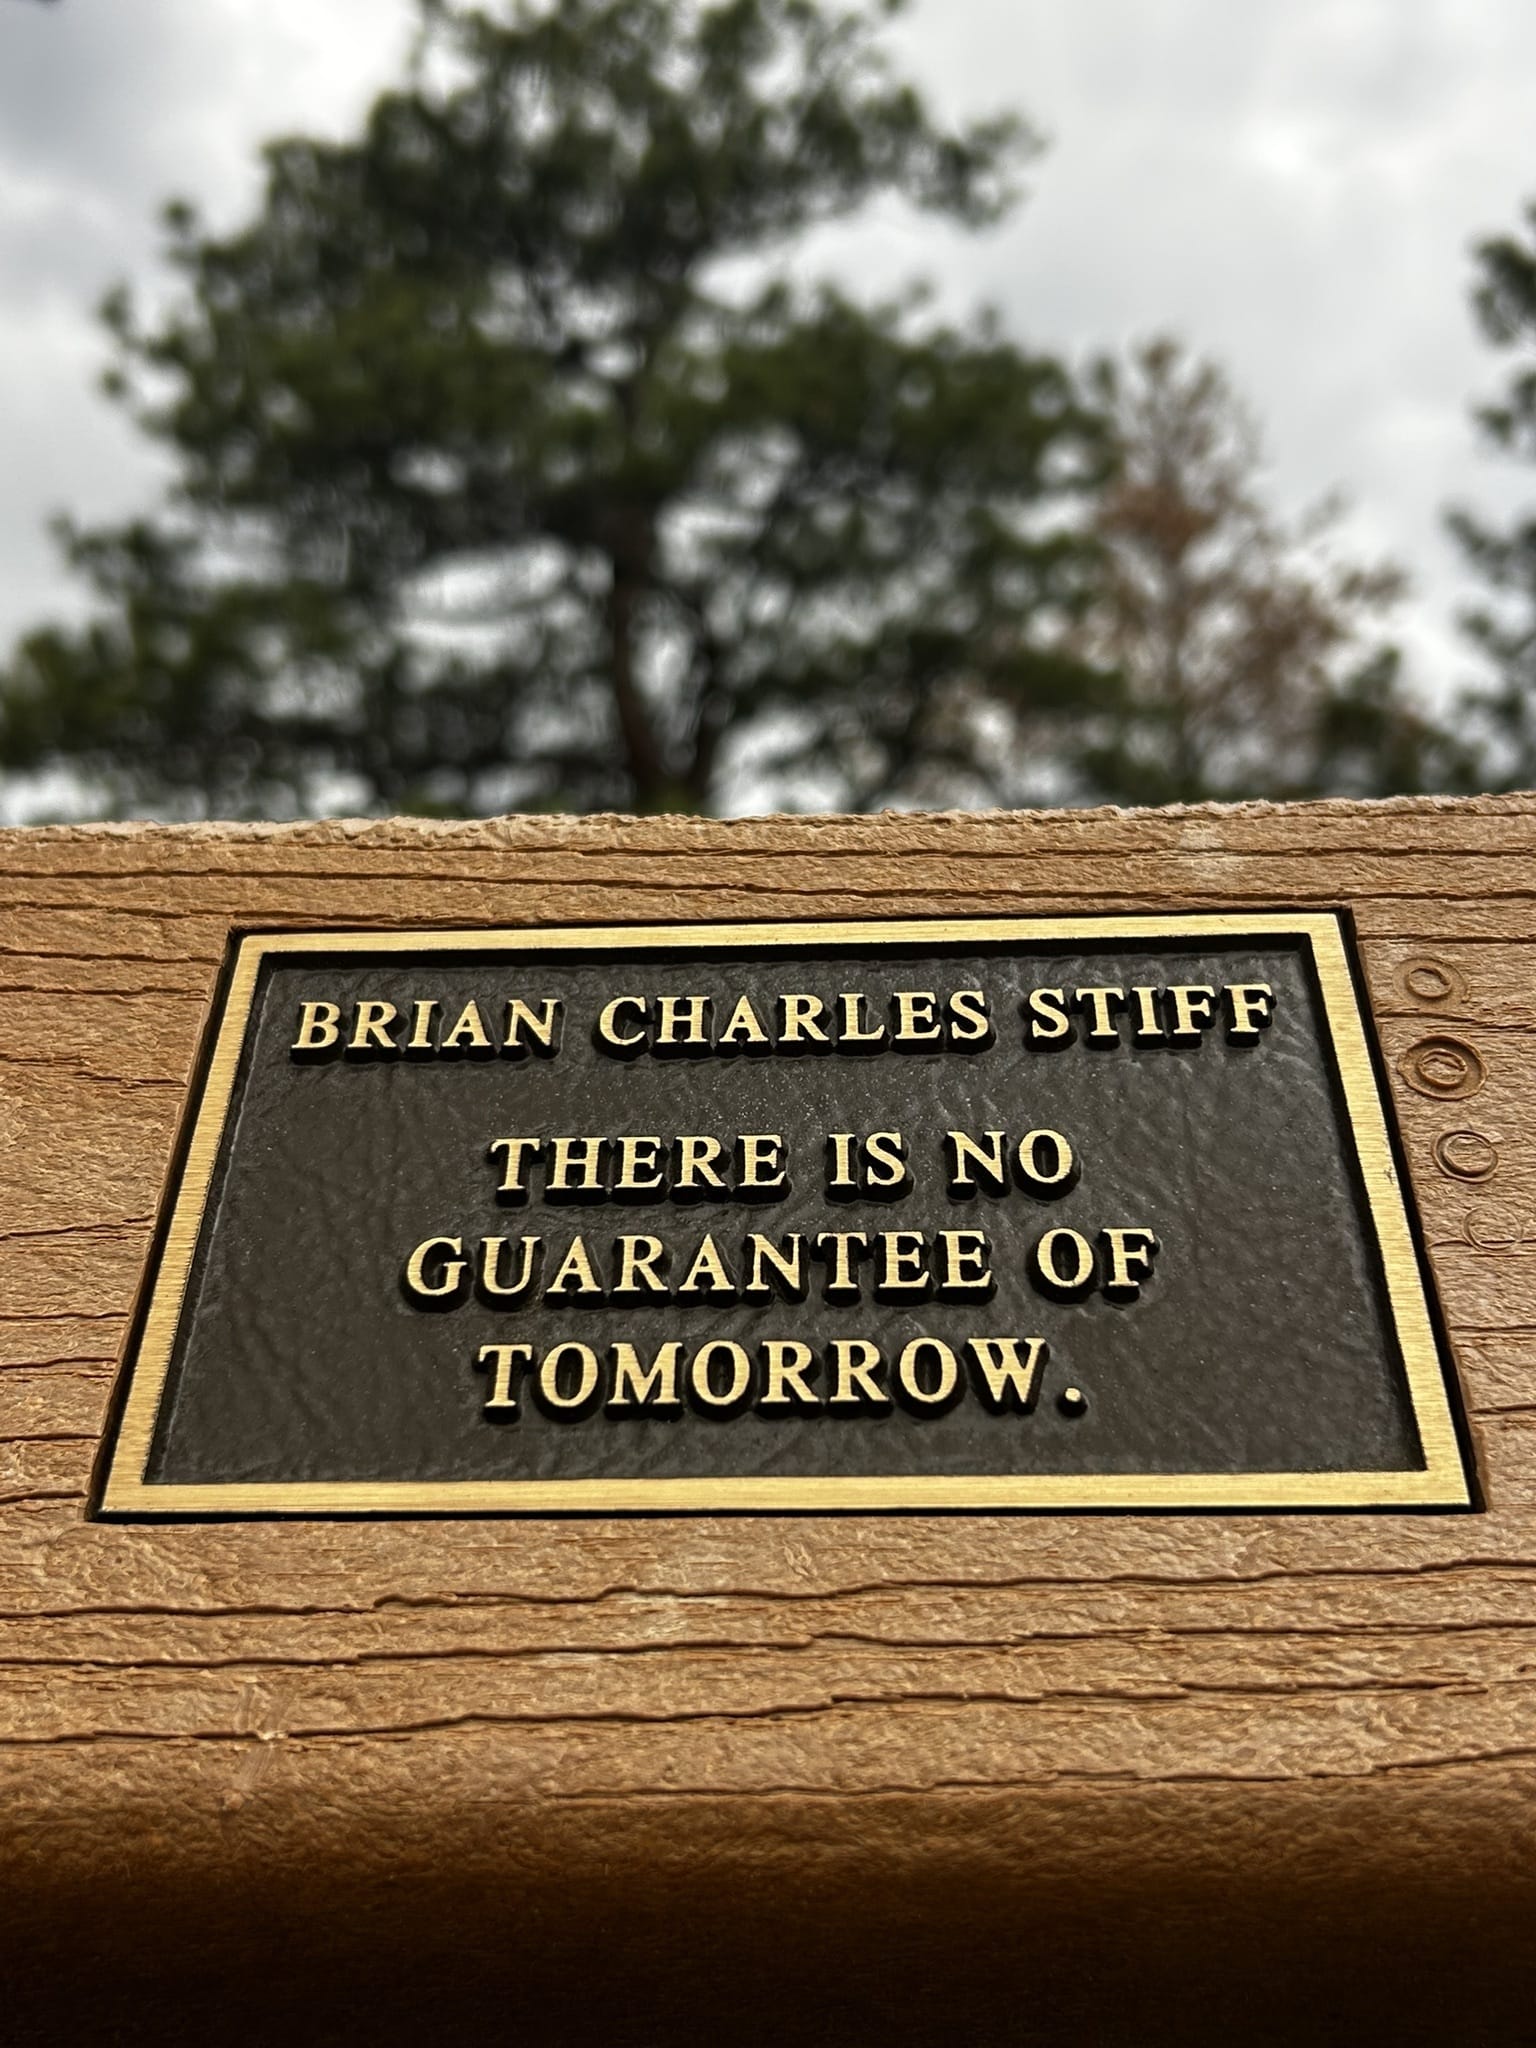 BRIAN CHARLES STIFF
THERE IS NO
GUARANTEE OF
TOMORROW.